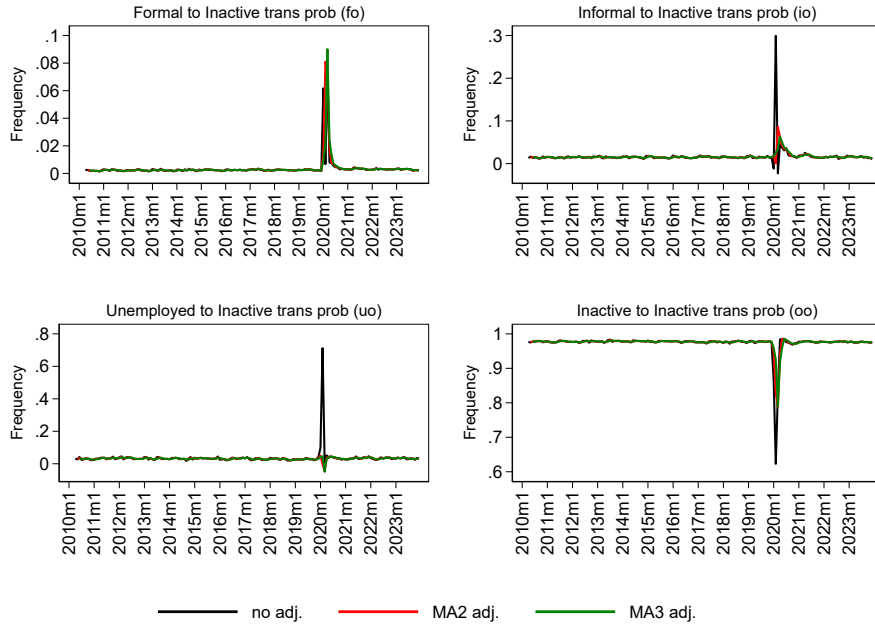 Formal to Inactive trans prob (fo)
Frequency
.1
.08
.06
.04
.02
0
2010m1
2011m1
2012m1
2013m1
2014m1
2015m1
2016m1
2017m1
2018m1
2019m1
2020m1
2021m1
2022m1
2023m1
Informal to Inactive trans prob (io)
Frequency
.3
.2
.1
0
2010m1
2011m1
2012m1
2013m1
2014m1
2015m1
2016m1
2017m1
2018m1
2019m1
2020m1
2021m1
2022m1
2023m1
Unemployed to Inactive trans prob (uo)
Frequency
.8
.6
.4
.2
0
2010m1
2011m1
2012m1
2013m1
2014m1
2015m1
2016m1
2017m1
2018m1
2019m1
2020m1
2021m1
2022m1
2023m1
Inactive to Inactive trans prob (oo)
Frequency
1
.9
.8
.7
.6
2010m1
2011m1
2012m1
2013m1
2014m1
2015m1
2016m1
2017m1
2018m1
2019m1
2020m1
2021m1
2022m1
2023m1
no adj.
MA2 adj.
MA3 adj.